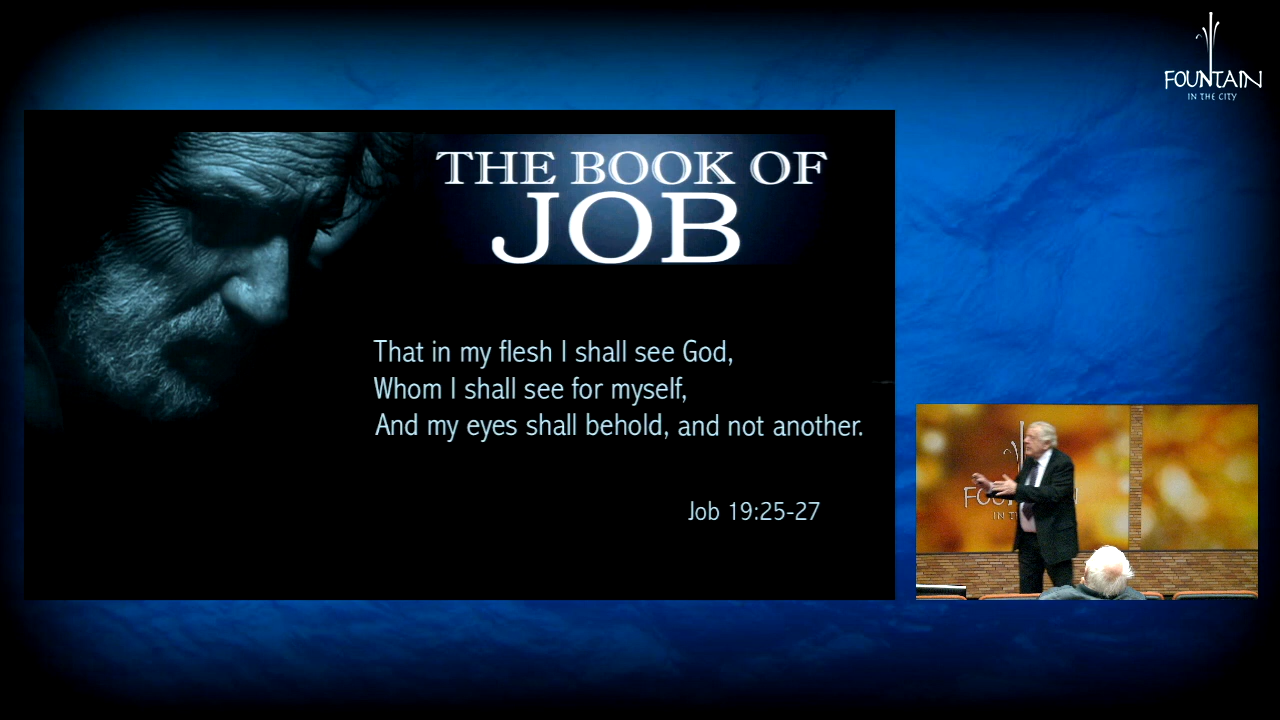 FOUNTAIN
IN THE CITY
THE BOOK OF
JOB
That in my flesh I shall see God,
Whom I shall see for myself,
And my eyes shall behold, and not another.
Job 19:25-27